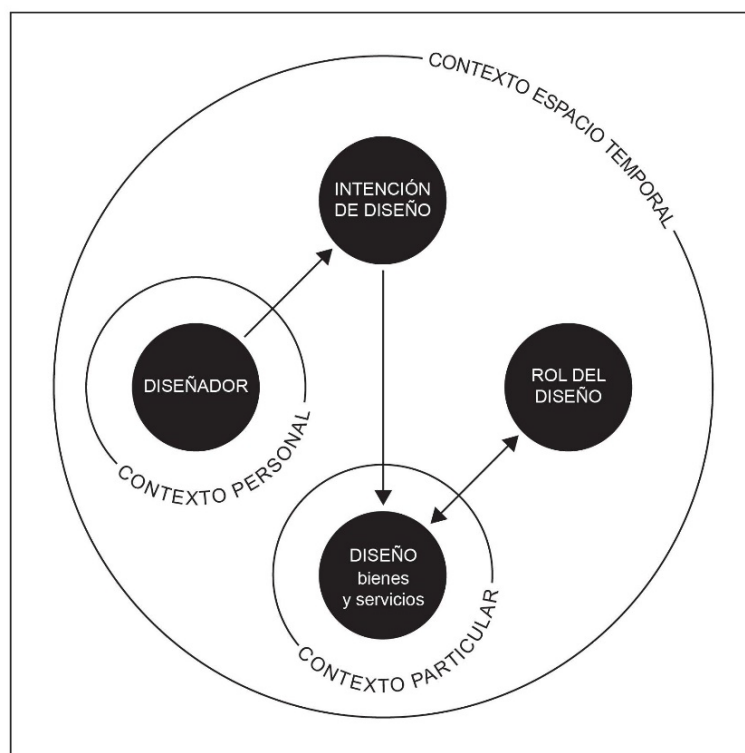 CONTEXTO ESPACIO TEMPORAL
INTENCIÓN
DE DISEÑO
DISEÑADOR
CONTEXTO PERSONAL
ROL DEL
DISEÑO
DISEÑO
bienes
y servicios
CONTEXTO PARTICULAR